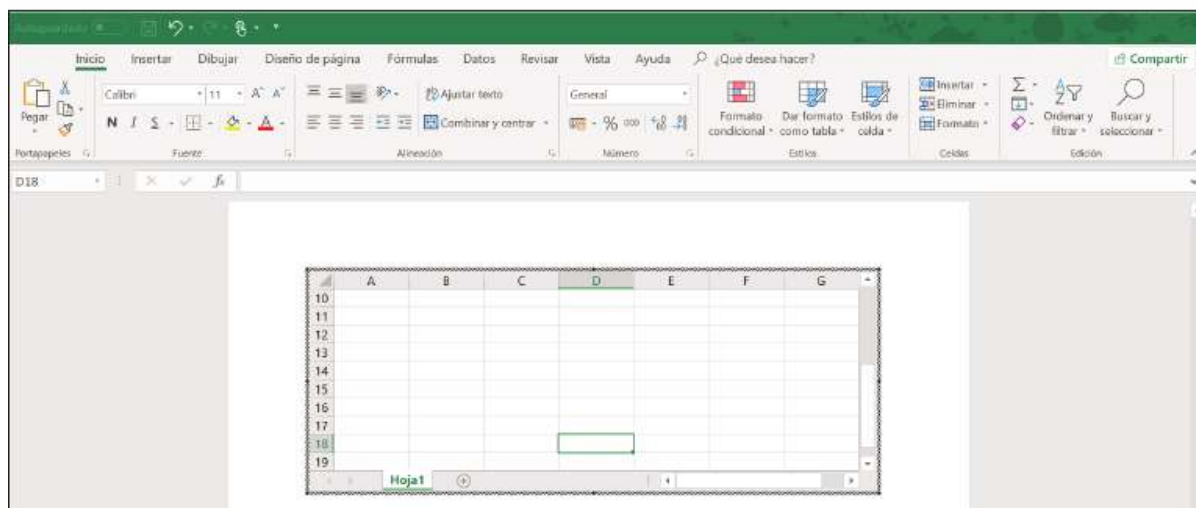 Autoguardado
Inicio Insertar Dibujar Diseño de página Fórmulas Datos Revisar Vista Ayuda ¿Qué desea hacer? Compartir
Pegar
Calibri 11 A A
N I S A
Ajustar texto
Combinar y centrar
General
% 000
Formato condicional
Dar formato como tabla
Estilos de celda
Insertar
Eliminar
Formato
Ordenar y filtrar
Buscar y seleccionar
Portapapeles Fuente Alineación Número Estilos Celdas Edición
D18 fx
A B C D E F G
10
11
12
13
14
15
16
17
18
19
Hoja1